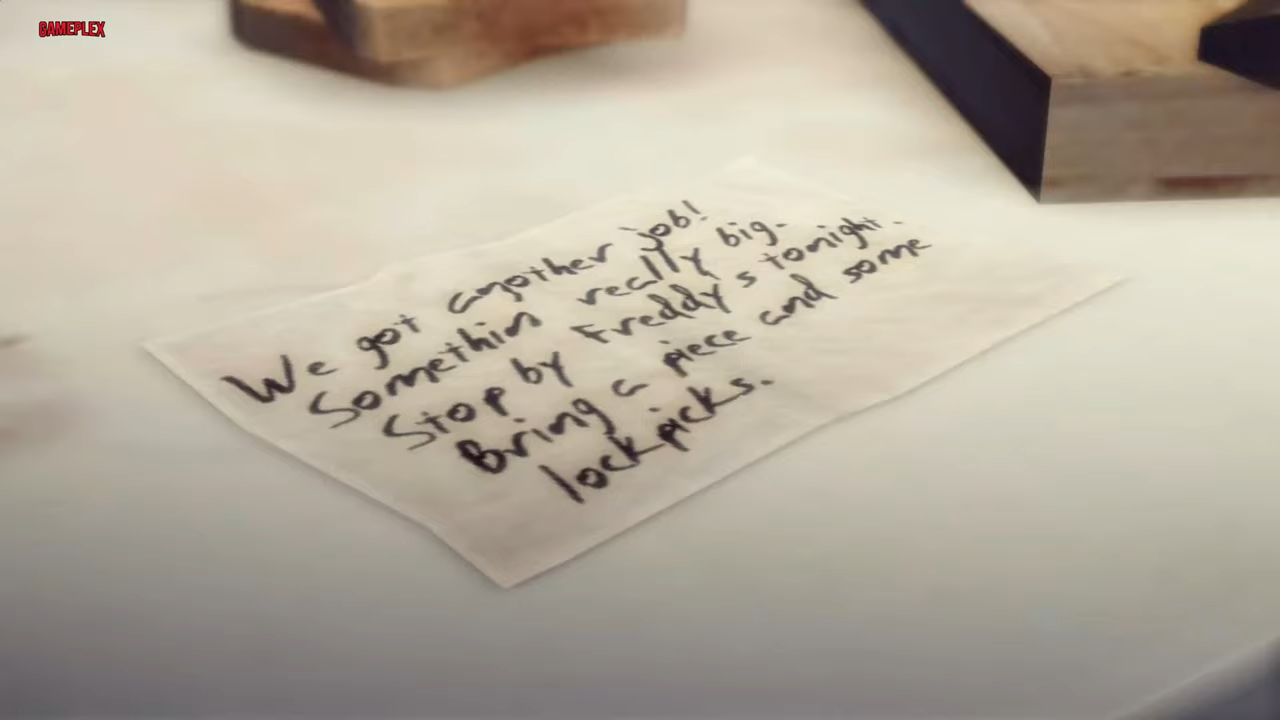 GAMEPLEX
We got another job!
Somethin really big.
Stop by Freddy s tonight.
Bring a piece and some
lockpicks.